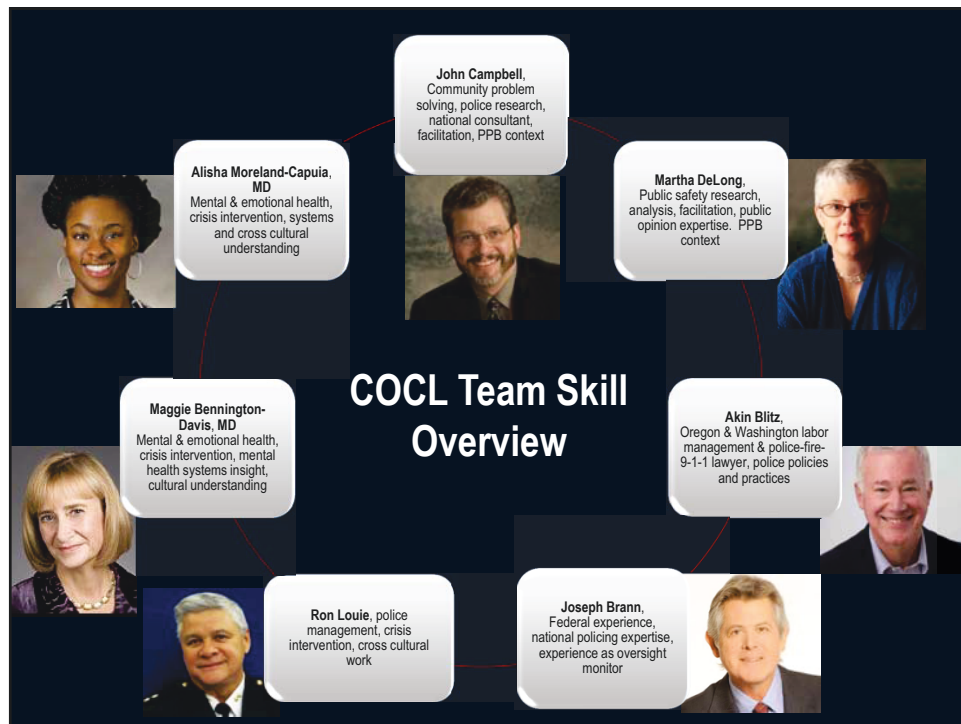 John Campbell,
Community problem
solving, police research,
national consultant,
facilitation, PPB context
Alisha Moreland-Capuia,
MD
Mental & emotional health,
crisis intervention, systems
and cross cultural
understanding
Martha DeLong,
Public safety research,
analysis, facilitation, public
opinion expertise.  PPB
context
COCL Team Skill
Overview
Maggie Bennington-
Davis, MD
Mental & emotional health,
crisis intervention, mental
health systems insight,
cultural understanding
Akin Blitz,
Oregon & Washington labor
management & police-fire-
9-1-1 lawyer, police policies
and practices
Ron Louie, police
management, crisis
intervention, cross cultural
work
Joseph Brann,
Federal experience,
national policing expertise,
experience as oversight
monitor